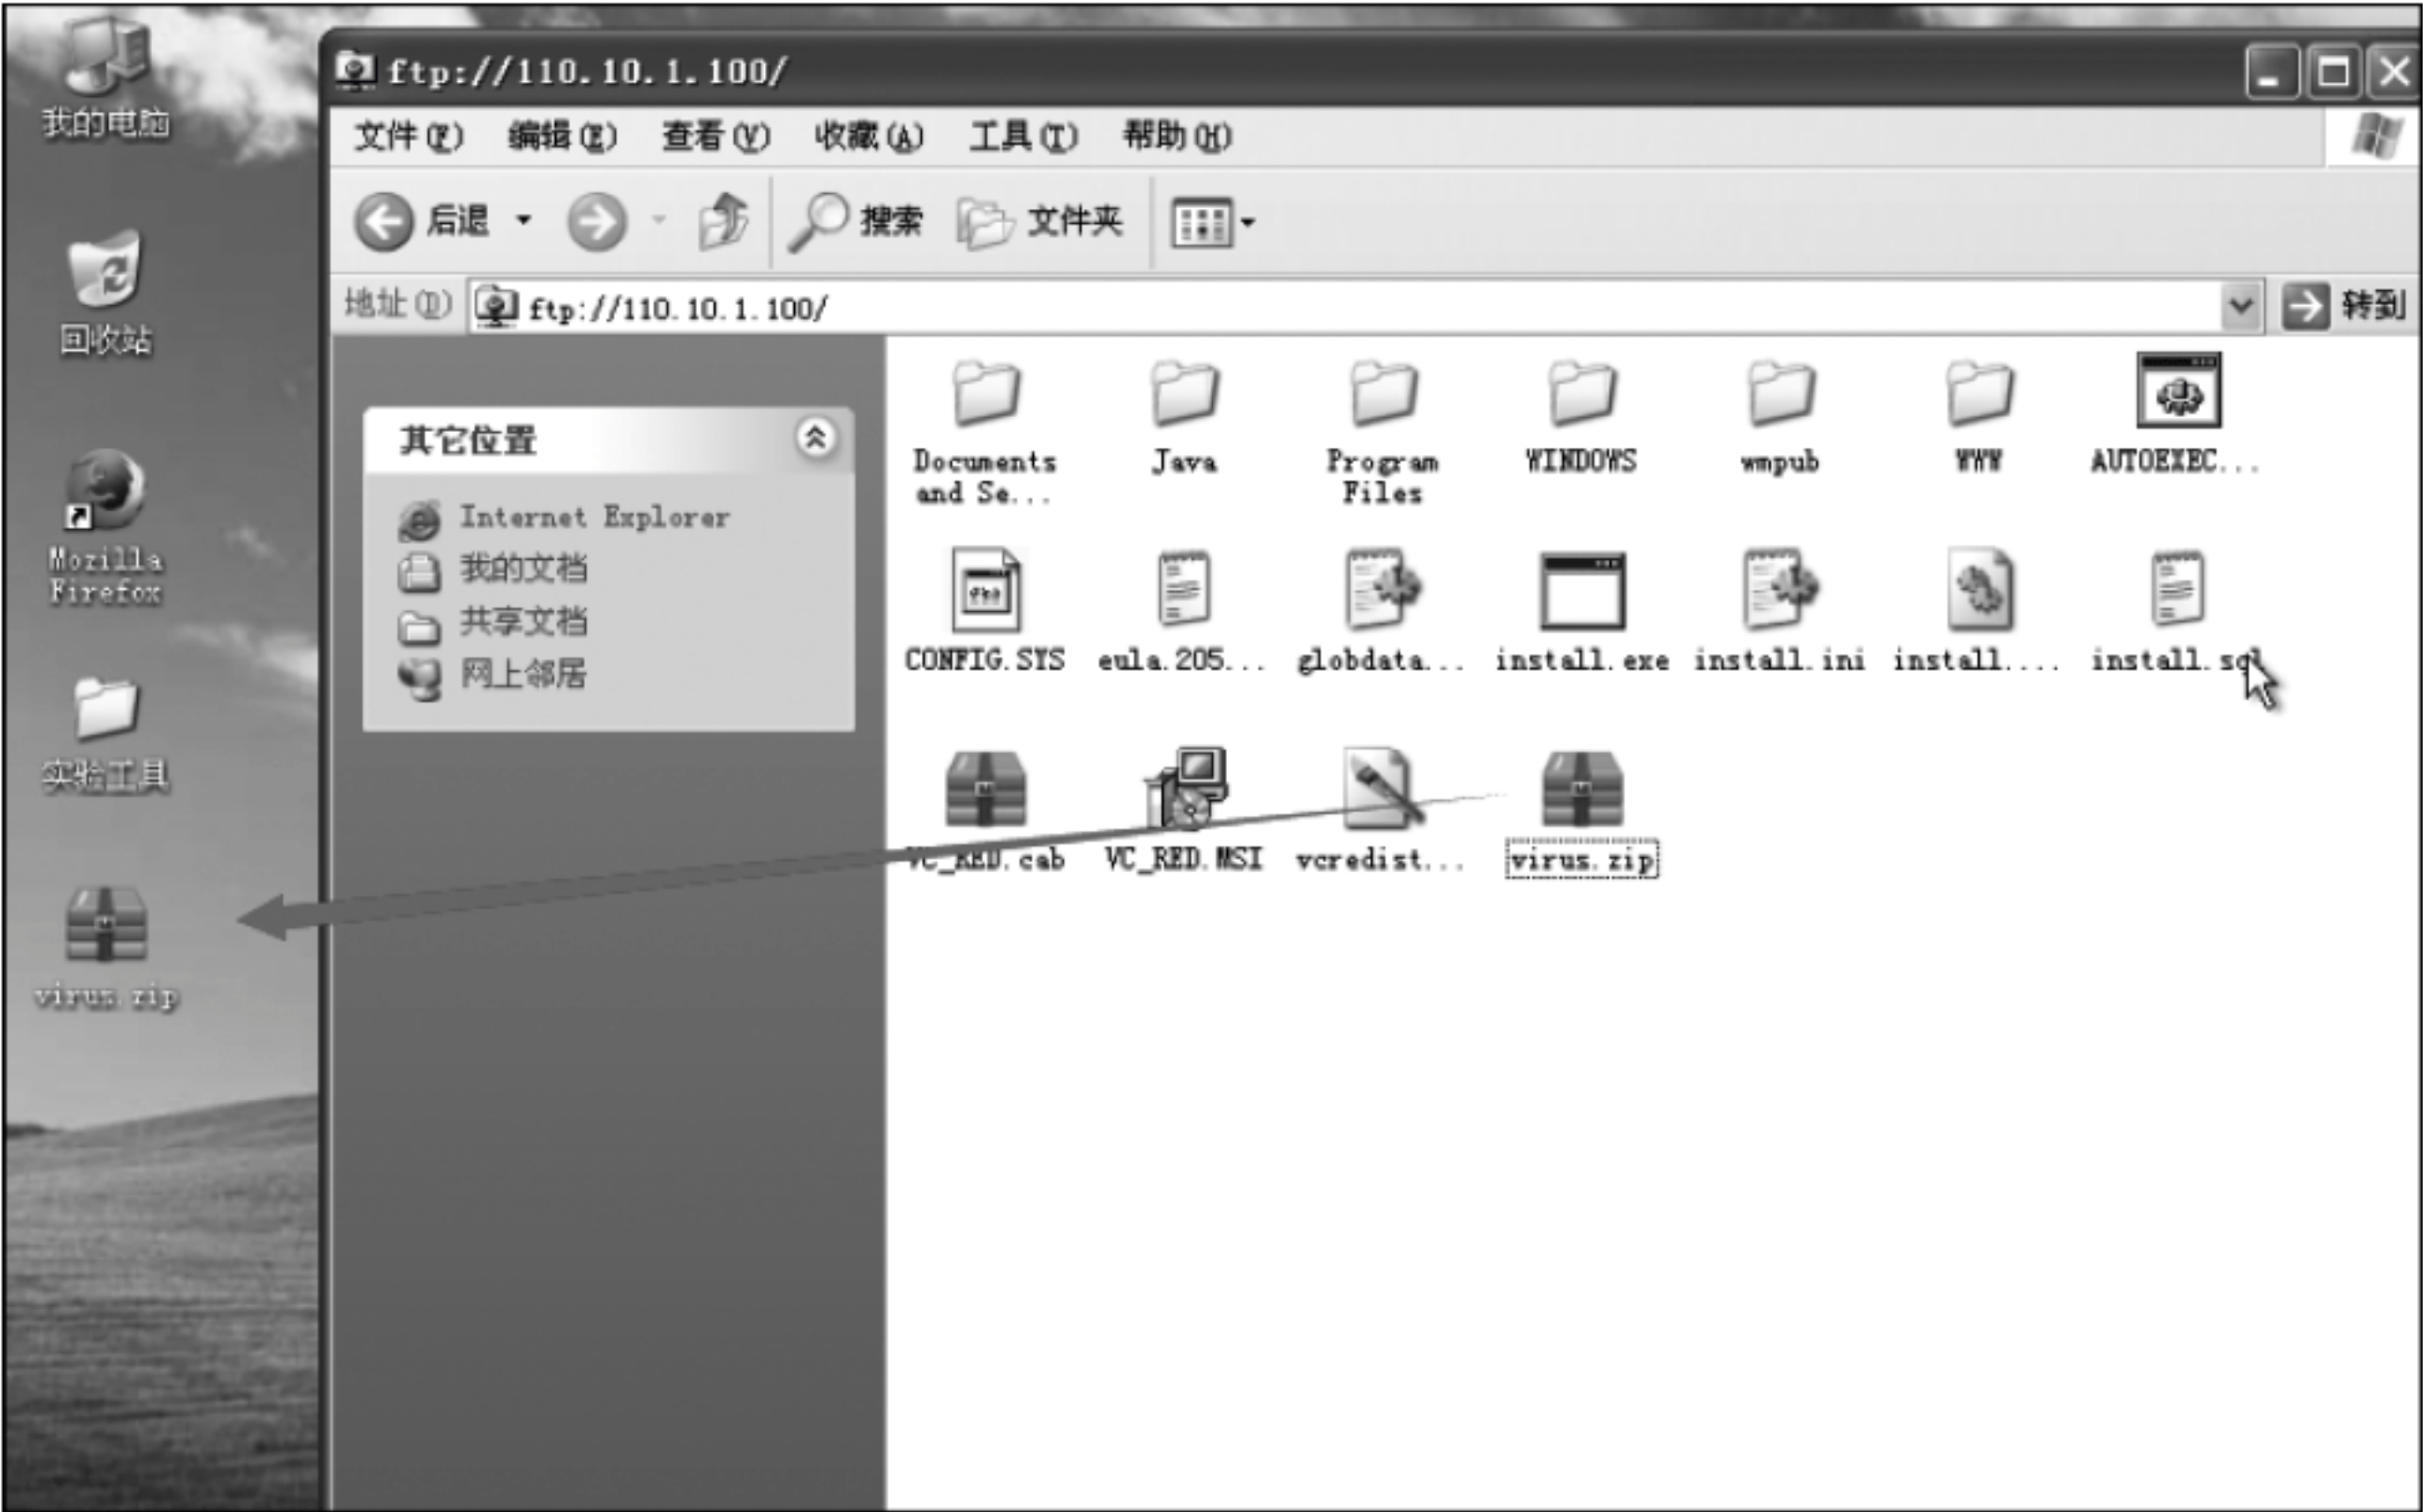 我的电脑
回收站
Mozilla
Firefox
实验工具
virus.zip
ftp://110.10.1.100/
文件(F) 编辑(E) 查看(V) 收藏(A) 工具(T) 帮助(H)
后退 搜索 文件夹
地址(D) ftp://110.10.1.100/ 转到
其它位置
Internet Explorer
我的文档
共享文档
网上邻居
Documents and Se... Java Program Files WINDOWS wmpub WWW AUTOEXEC...
CONFIG.SYS eula.205... globdata... install.exe install.ini install.... install.sql
VC_RED.cab VC_RED.MSI vcredist... virus.zip